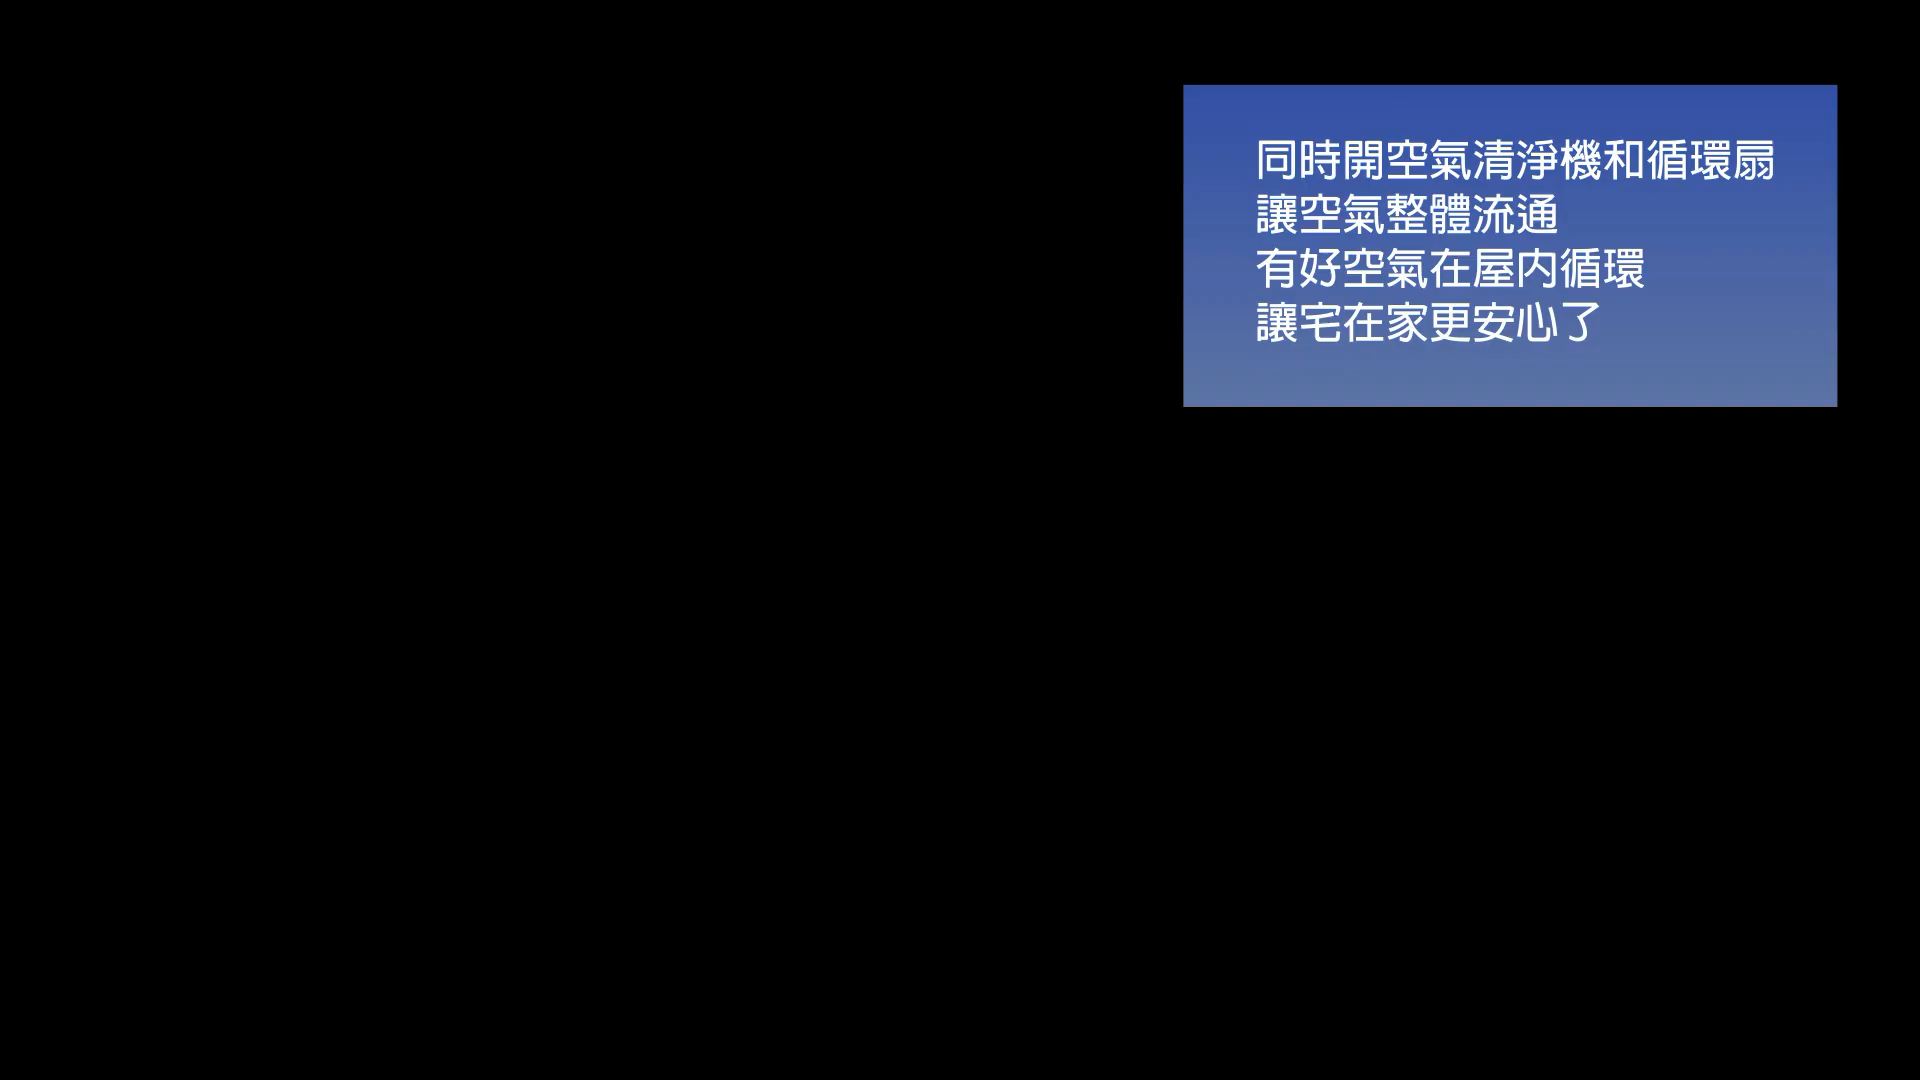 同時開空氣清淨機和循環扇
讓空氣整體流通
有好空氣在屋內循環
讓宅在家更安心了